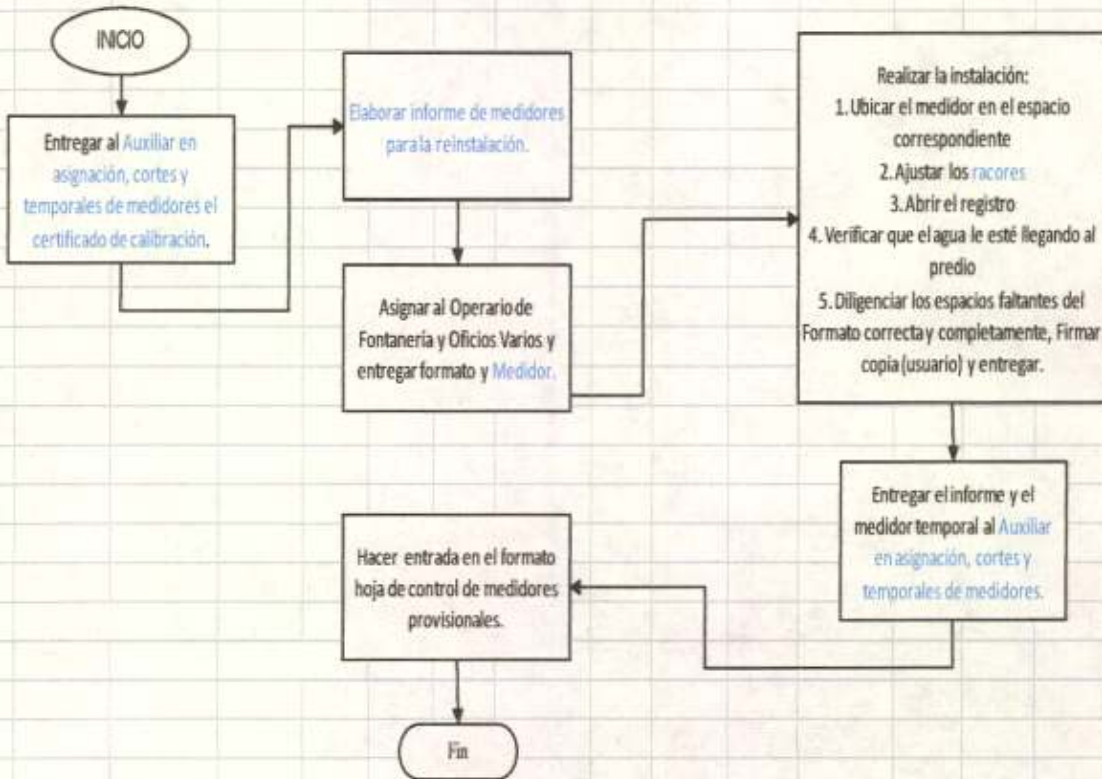 INICIO
Entregar al Auxiliar en
asignación, cortes y
temporales de medidores el
certificado de calibración.
Elaborar informe de medidores
para la reinstalación.
Asignar al Operario de
Fontanería y Oficios Varios y
entregar formato y Medidor.
Realizar la instalación:
1. Ubicar el medidor en el espacio
correspondiente
2. Ajustar los racores
3. Abrir el registro
4. Verificar que el agua le esté llegando al
predio
5. Diligenciar los espacios faltantes del
Formato correcta y completamente, Firmar
copia (usuario) y entregar.
Entregar el informe y el
medidor temporal al Auxiliar
en asignación, cortes y
temporales de medidores.
Hacer entrada en el formato
hoja de control de medidores
provisionales.
Fin